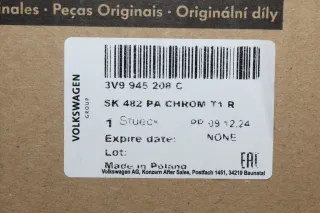 inales • Peças Originais • Originální díly
VOLKSWAGEN
GROUP
3V9 945 208 C
SK 482 PA CHROM T1 R
1 Stueck PP 09.12.24
Expire date: NONE
Lot:
Made in Poland
EAC
Volkswagen AG, Konzern After Sales, Postfach 1451, 34219 Baunatal